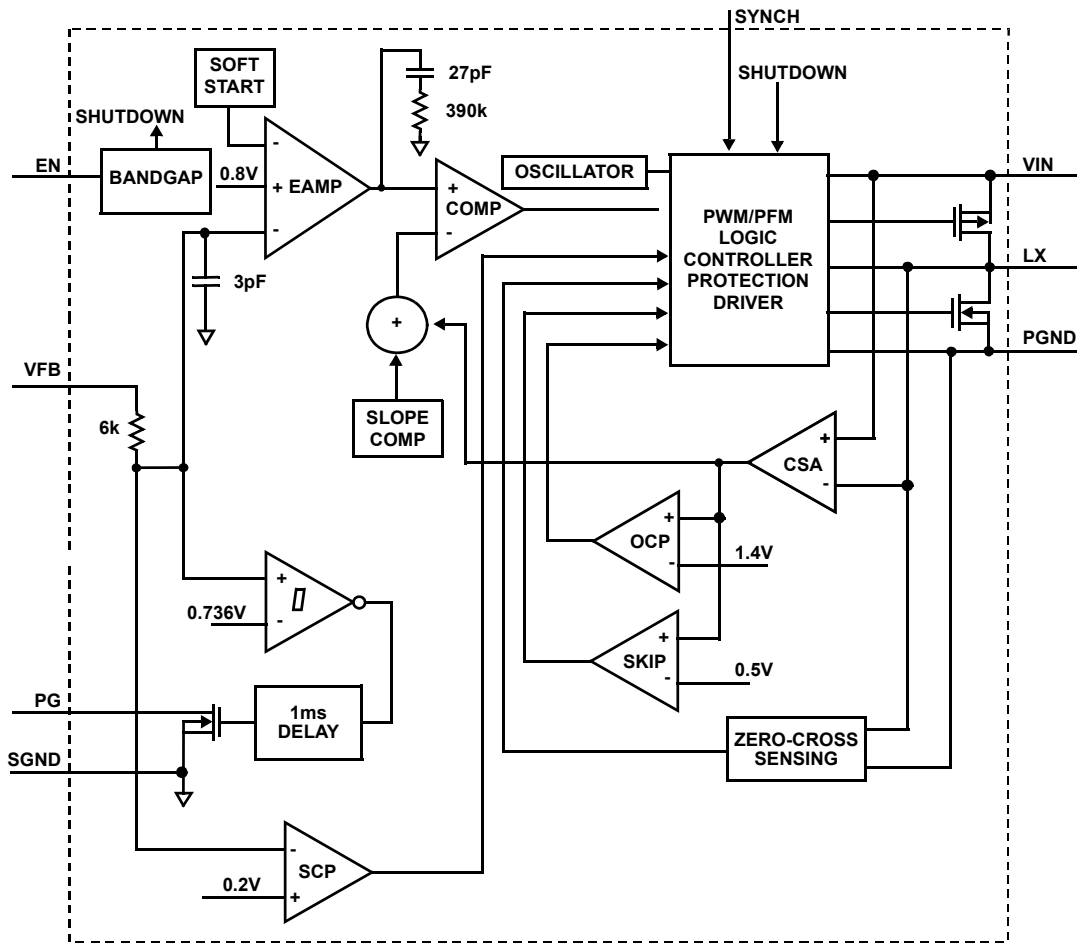 SYNCH
SOFT
START
27pF
SHUTDOWN
390k
SHUTDOWN
EN
BANDGAP
0.8V
-
+
-
EAMP
+
-
COMP
OSCILLATOR
VIN
PWM/PFM
LOGIC
CONTROLLER
PROTECTION
DRIVER
LX
3pF
+
PGND
VFB
6k
SLOPE
COMP
+
-
CSA
+
-
OCP
1.4V
+
-
0.736V
+
-
SKIP
0.5V
PG
1ms
DELAY
ZERO-CROSS
SENSING
SGND
-
+
SCP
0.2V